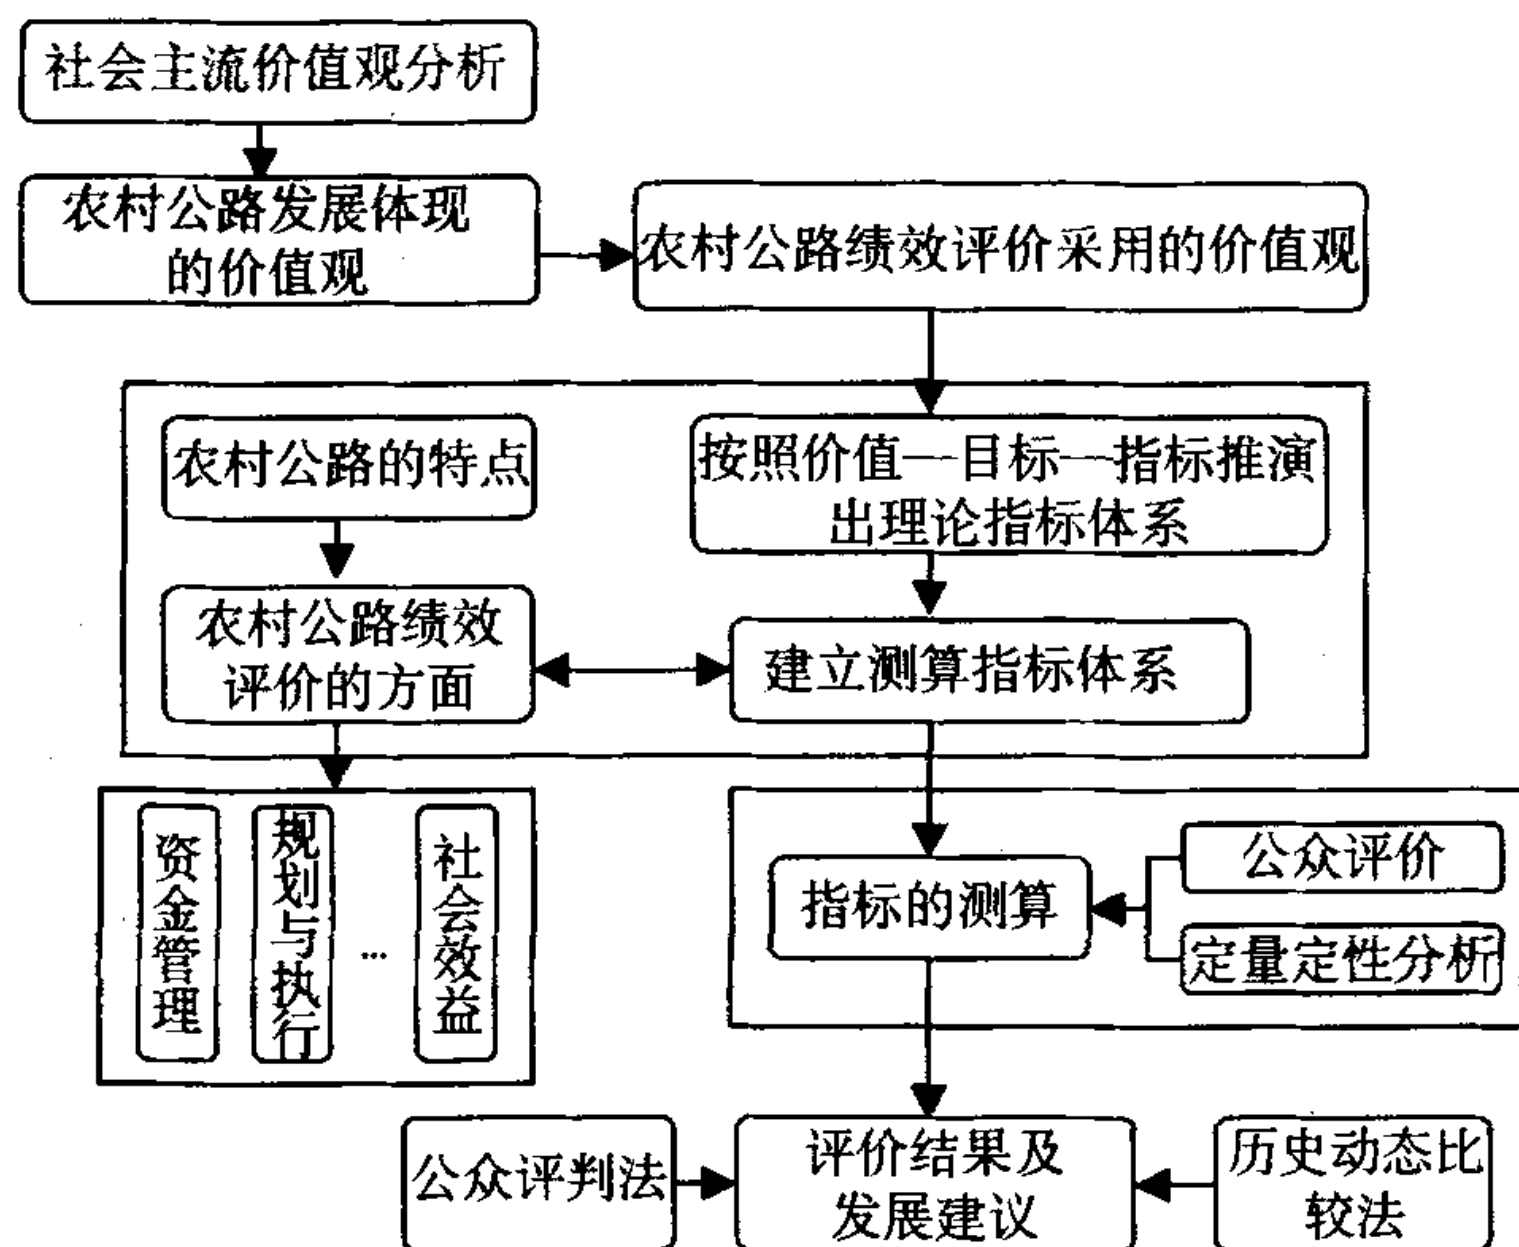 社会主流价值观分析
农村公路发展体现
的价值观
农村公路绩效评价采用的价值观
农村公路的特点
按照价值—目标—指标推演
出理论指标体系
农村公路绩效
评价的方面
建立测算指标体系
资金管理
规划与执行
...
社会效益
指标的测算
公众评价
定量定性分析
公众评判法
评价结果及
发展建议
历史动态比
较法